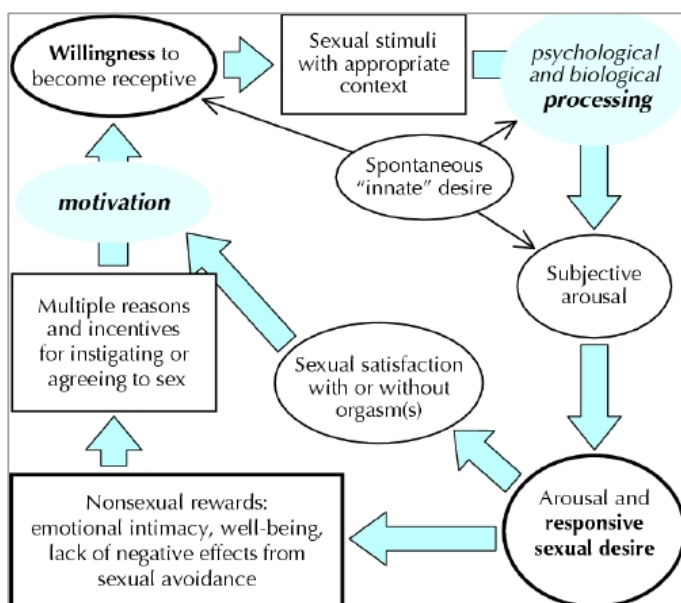 Willingness to
become receptive
Sexual stimuli
with appropriate
context
psychological
and biological
processing
Spontaneous
“innate” desire
motivation
Subjective
arousal
Multiple reasons
and incentives
for instigating or
agreeing to sex
Sexual satisfaction
with or without
orgasm(s)
Nonsexual rewards:
emotional intimacy, well-being,
lack of negative effects from
sexual avoidance
Arousal and
responsive
sexual desire